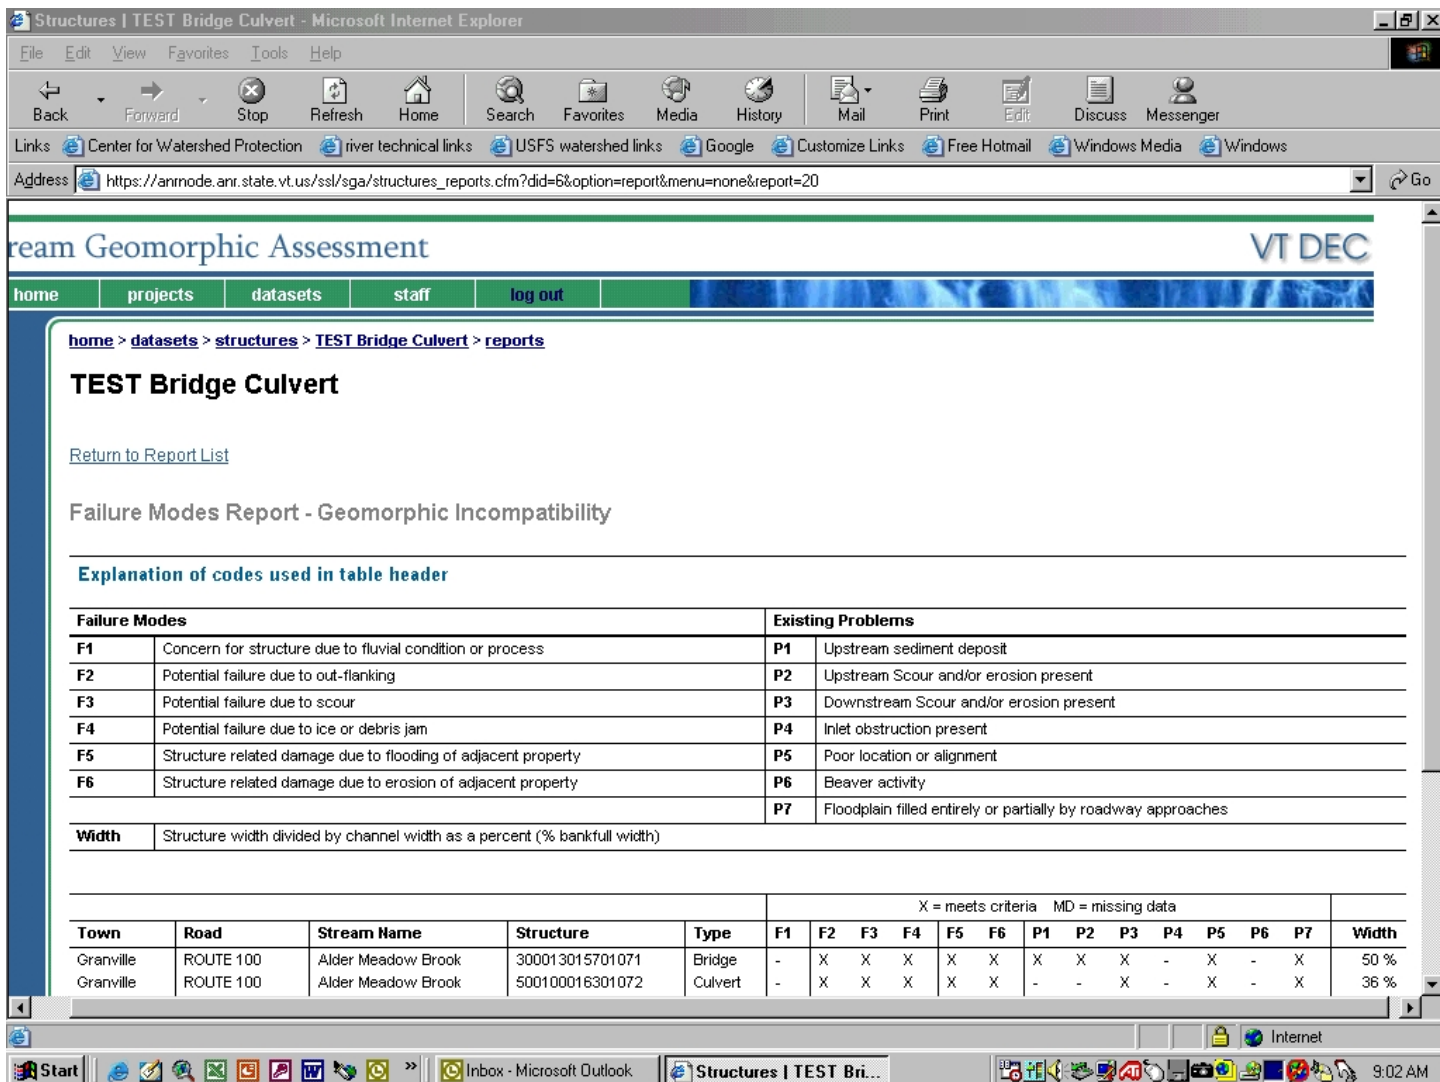 Structures | TEST Bridge Culvert - Microsoft Internet Explorer
File Edit View Favorites Tools Help
Back Forward Stop Refresh Home Search Favorites Media History Mail Print Edit Discuss Messenger
Links Center for Watershed Protection river technical links USFS watershed links Google Customize Links Free Hotmail Windows Media Windows
Address https://anrnode.anr.state.vt.us/ssl/sga/structures_reports.cfm?did=6&option=report&menu=none&report=20 Go
ream Geomorphic Assessment VT DEC
home projects datasets staff log out
home > datasets > structures > TEST Bridge Culvert > reports
TEST Bridge Culvert
Return to Report List
Failure Modes Report - Geomorphic Incompatibility
Explanation of codes used in table header
Failure Modes Existing Problems
F1 Concern for structure due to fluvial condition or process P1 Upstream sediment deposit
F2 Potential failure due to out-flanking P2 Upstream Scour and/or erosion present
F3 Potential failure due to scour P3 Downstream Scour and/or erosion present
F4 Potential failure due to ice or debris jam P4 Inlet obstruction present
F5 Structure related damage due to flooding of adjacent property P5 Poor location or alignment
F6 Structure related damage due to erosion of adjacent property P6 Beaver activity
P7 Floodplain filled entirely or partially by roadway approaches
Width Structure width divided by channel width as a percent (% bankfull width)
X = meets criteria MD = missing data
Town Road Stream Name Structure Type F1 F2 F3 F4 F5 F6 P1 P2 P3 P4 P5 P6 P7 Width
Granville ROUTE 100 Alder Meadow Brook 300013015701071 Bridge - X X X X X X X X - X - X 50 %
Granville ROUTE 100 Alder Meadow Brook 500100016301072 Culvert - X X X X X - - X - X - X 36 %
Internet
Start Inbox - Microsoft Outlook Structures | TEST Bri... 9:02 AM